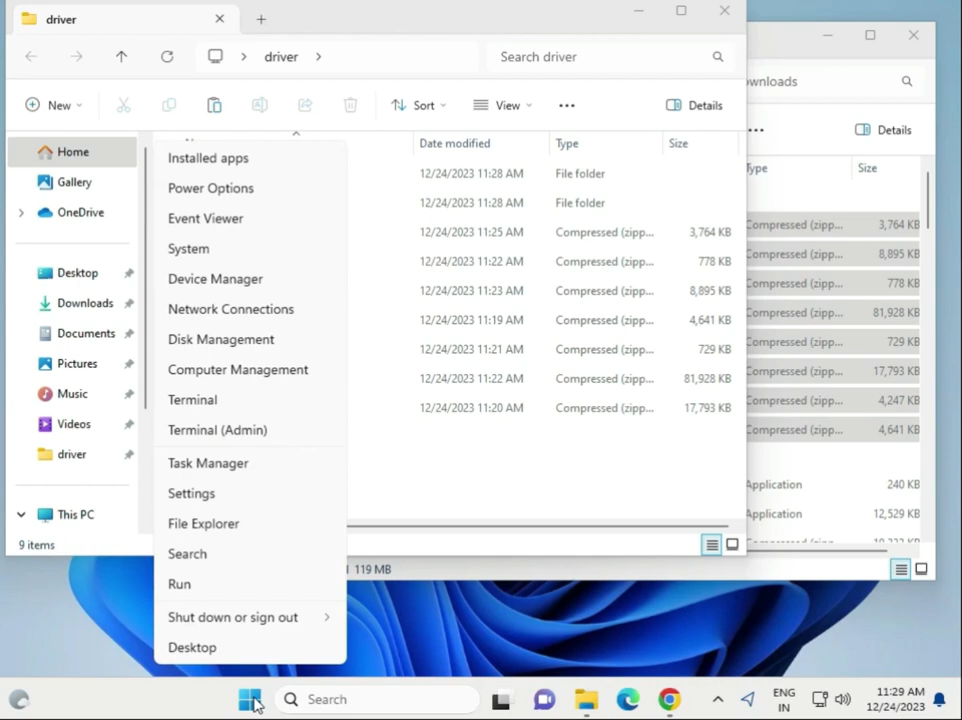 driver
driver
Search driver
New
Sort
View
Details
Date modified
Type
Size
Home
Gallery
OneDrive
Desktop
Downloads
Documents
Pictures
Music
Videos
driver
This PC
9 items
12/24/2023 11:28 AM File folder
12/24/2023 11:28 AM File folder
12/24/2023 11:25 AM Compressed (zipp... 3,764 KB
12/24/2023 11:22 AM Compressed (zipp... 778 KB
12/24/2023 11:23 AM Compressed (zipp... 8,895 KB
12/24/2023 11:19 AM Compressed (zipp... 4,641 KB
12/24/2023 11:21 AM Compressed (zipp... 729 KB
12/24/2023 11:22 AM Compressed (zipp... 81,928 KB
12/24/2023 11:20 AM Compressed (zipp... 17,793 KB
Installed apps
Power Options
Event Viewer
System
Device Manager
Network Connections
Disk Management
Computer Management
Terminal
Terminal (Admin)
Task Manager
Settings
File Explorer
Search
Run
Shut down or sign out
Desktop
ownloads
Details
Type
Size
Compressed (zipp... 3,764 KB
Compressed (zipp... 8,895 KB
Compressed (zipp... 778 KB
Compressed (zipp... 81,928 KB
Compressed (zipp... 729 KB
Compressed (zipp... 17,793 KB
Compressed (zipp... 4,247 KB
Compressed (zipp... 4,641 KB
Application 240 KB
Application 12,529 KB
119 MB
Search
ENG
IN
11:29 AM
12/24/2023